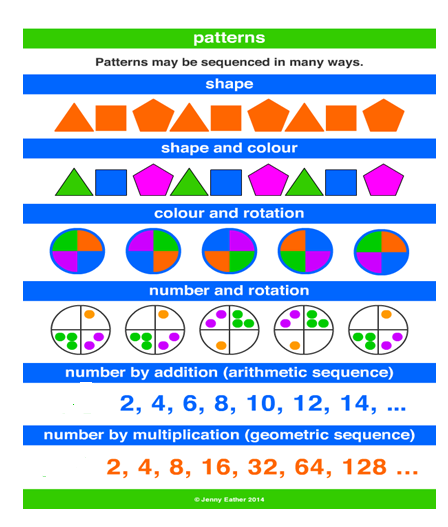 patterns
Patterns may be sequenced in many ways.
shape
shape and colour
colour and rotation
number and rotation
number by addition (arithmetic sequence)
2, 4, 6, 8, 10, 12, 14, ...
number by multiplication (geometric sequence)
2, 4, 8, 16, 32, 64, 128 ...
© Jenny Eather 2014